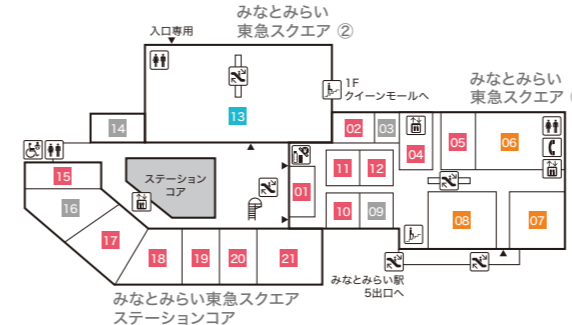 みなとみらい
東急スクエア ②
入口専用
1F
クイーンモールへ
みなとみらい
東急スクエア
13
14
02
03
04
05
06
15
ステーション
コア
01
11
12
16
10
09
08
07
17
18
19
20
21
みなとみらい駅
5出口へ
みなとみらい東急スクエア
ステーションコア